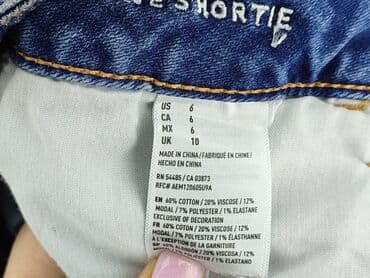 SHORTIE
US 6
CA 6
MX 6
UK 10
MADE IN CHINA/FABRIQUÉ EN CHINE/
HECHO EN CHINA
RN 54485/ CA 03873
RFC# AEM120605U9A
EN 60% COTTON / 20% VISCOSE / 12%
MODAL / 7% POLYESTER / 1% ELASTANE
EXCLUSIVE OF DECORATION
FR 60% COTON / 20% VISCOSE / 12%
MODAL / 7% POLYESTER / 1% ÉLASTHANNE
À L'EXCEPTION DE LA GARNITURE